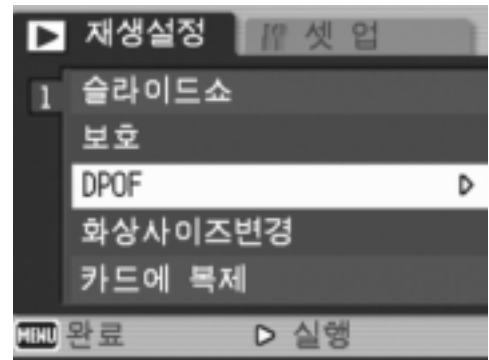 재생설정 셋 업
1 슬라이드쇼
보호
DPOF
화상사이즈변경
카드에 복제
MENU 완료 실행